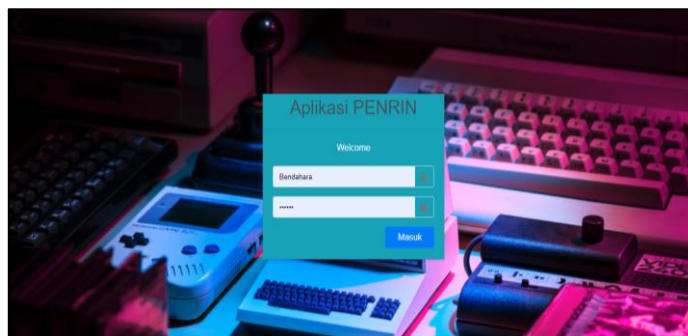 Aplikasi PENRIN
Welcome
Bendahara
••••••
Masuk